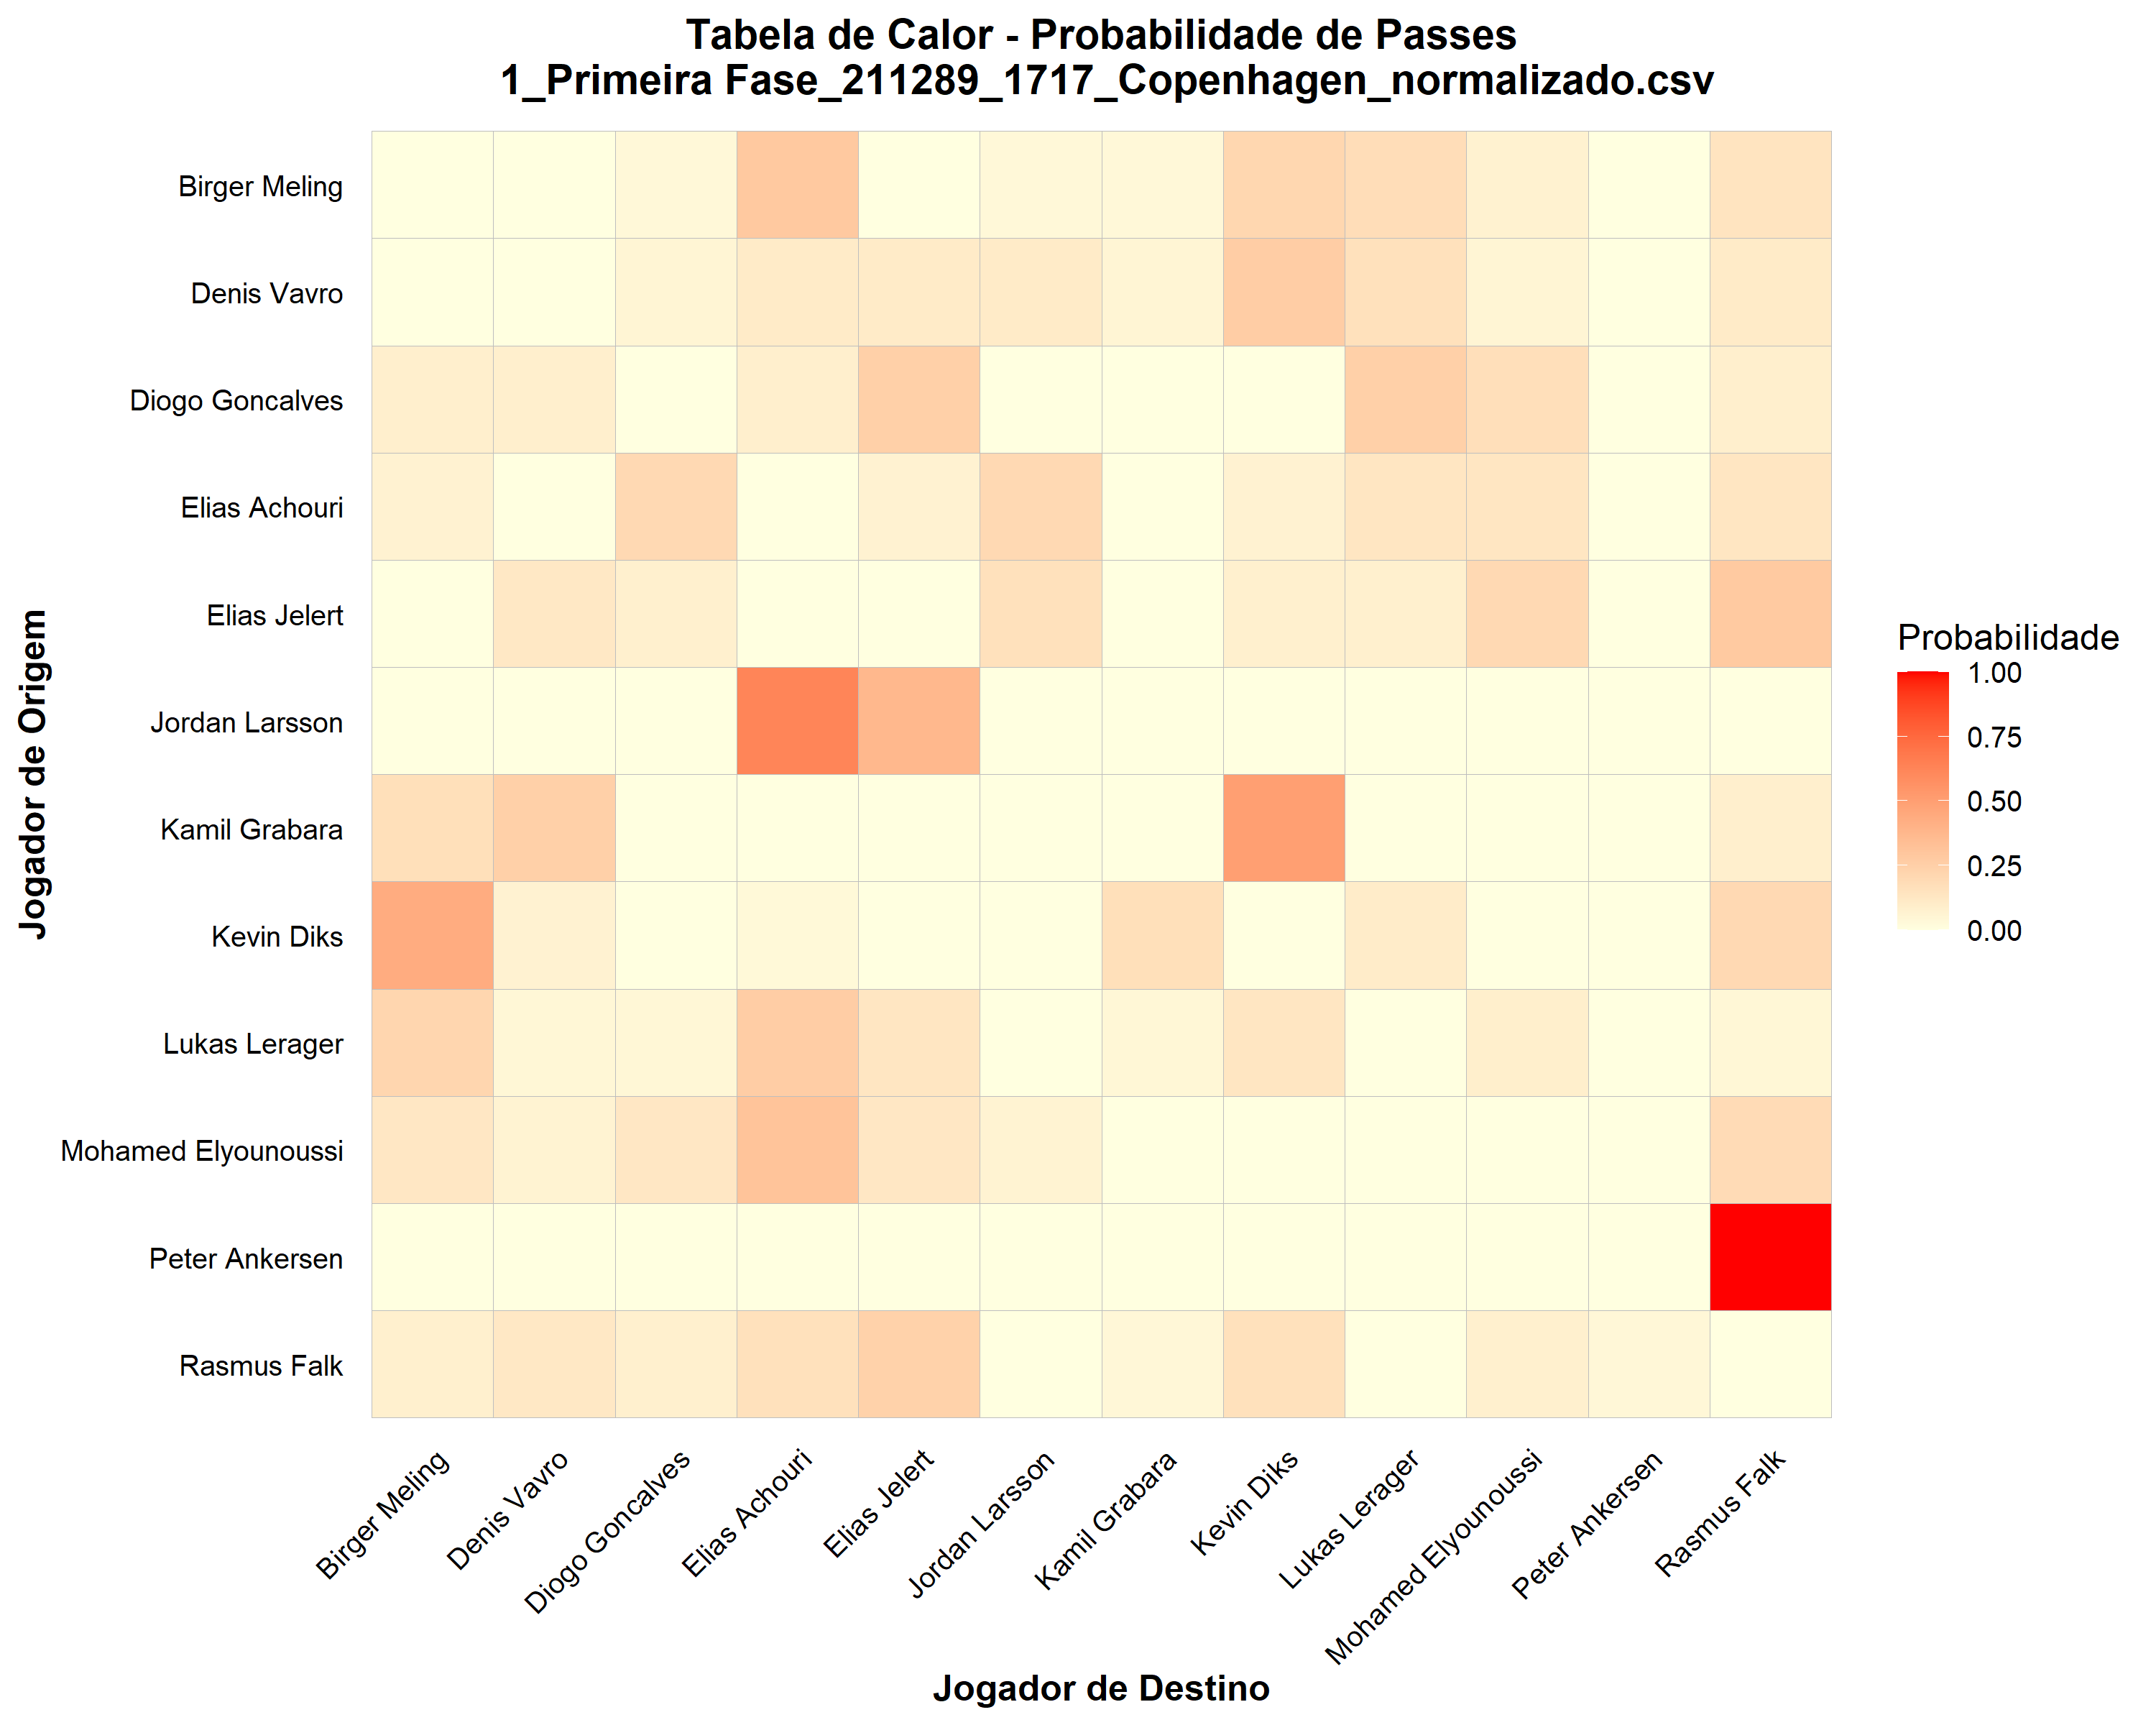 Tabela de Calor - Probabilidade de Passes
1_Primeira Fase_211289_1717_Copenhagen_normalizado.csv
Jogador de Origem
Birger Meling
Denis Vavro
Diogo Goncalves
Elias Achouri
Elias Jelert
Jordan Larsson
Kamil Grabara
Kevin Diks
Lukas Lerager
Mohamed Elyounoussi
Peter Ankersen
Rasmus Falk
Birger Meling
Denis Vavro
Diogo Goncalves
Elias Achouri
Elias Jelert
Jordan Larsson
Kamil Grabara
Kevin Diks
Lukas Lerager
Mohamed Elyounoussi
Peter Ankersen
Rasmus Falk
Jogador de Destino
Probabilidade
1.00
0.75
0.50
0.25
0.00